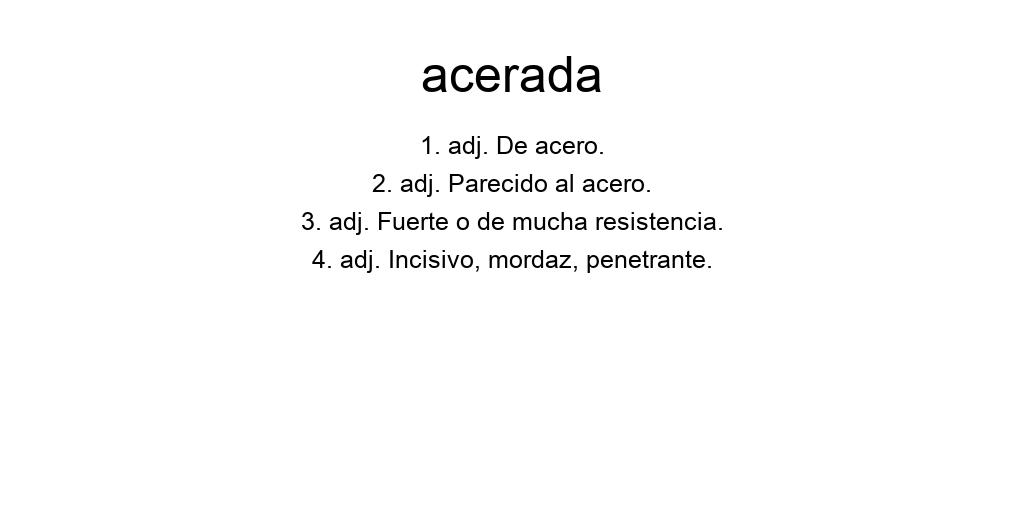 acerada
1. adj. De acero.
2. adj. Parecido al acero.
3. adj. Fuerte o de mucha resistencia.
4. adj. Incisivo, mordaz, penetrante.